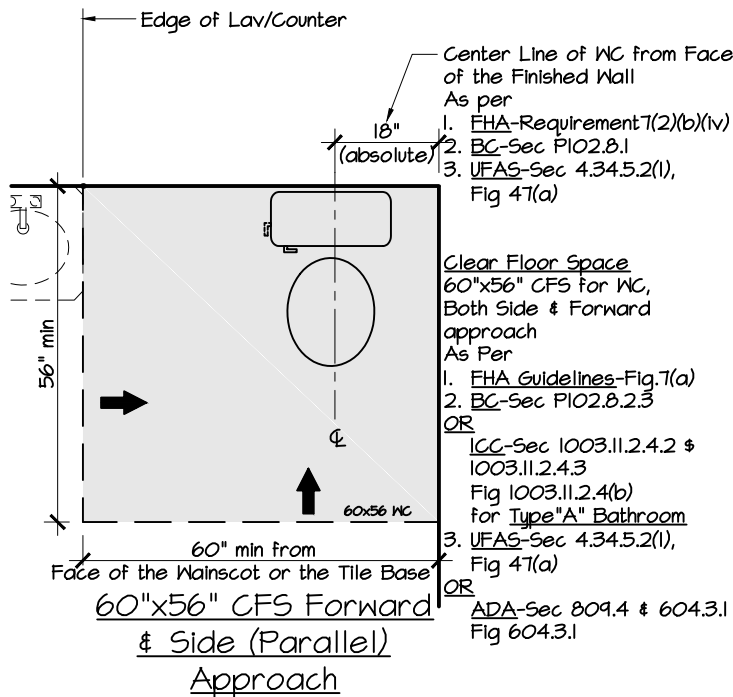 Edge of Lav/Counter
Center Line of WC from Face
of the Finished Wall
As per
1. FHA-Requirement7(2)(b)(iv)
2. BC-Sec P102.8.1
3. UFAS-Sec 4.34.5.2(1),
Fig 47(a)
18"
(absolute)
Clear Floor Space
60"x56" CFS for WC,
Both Side & Forward
approach
As Per
1. FHA Guidelines-Fig.7(a)
2. BC-Sec P102.8.2.3
OR
ICC-Sec 1003.11.2.4.2 $
1003.11.2.4.3
Fig 1003.11.2.4(b)
for Type"A" Bathroom
3. UFAS-Sec 4.34.5.2(1),
Fig 47(a)
OR
ADA-Sec 809.4 & 604.3.1
Fig 604.3.1
56" min
CL
60x56 WC
60" min from
Face of the Wainscot or the Tile Base
60"x56" CFS Forward
& Side (Parallel)
Approach